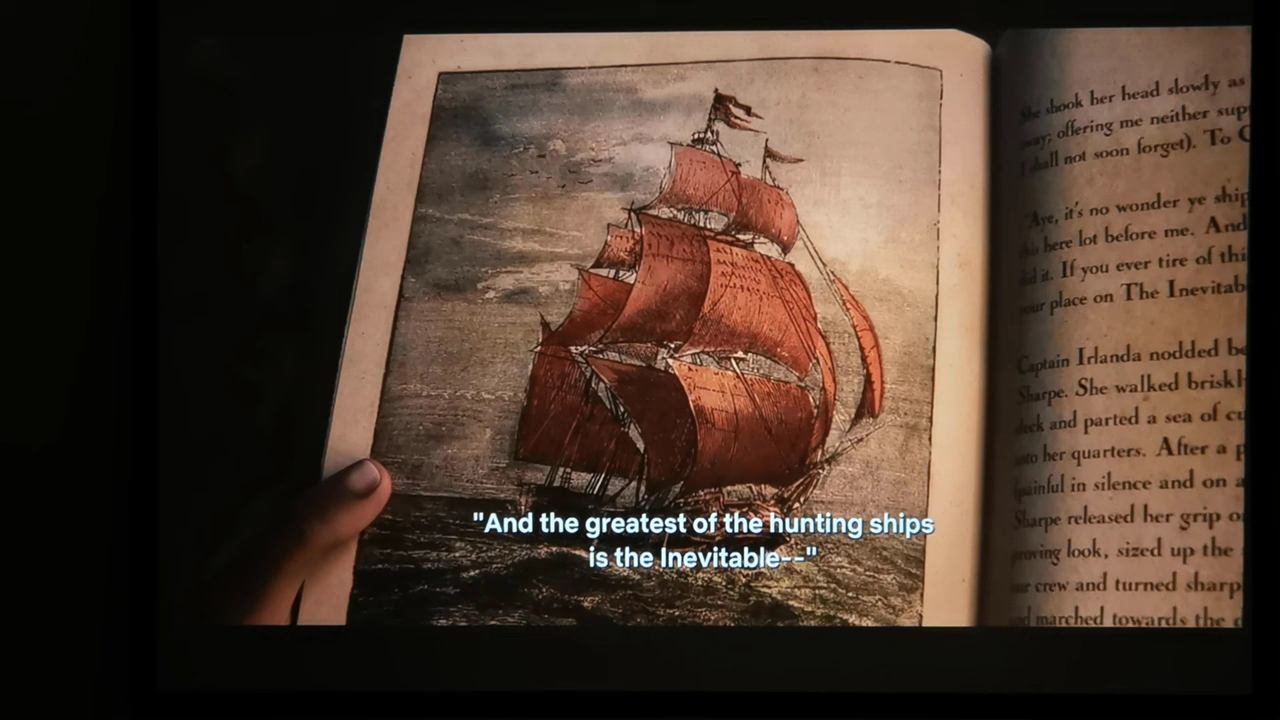 "And the greatest of the hunting ships
is the Inevitable--"
She shook her head slowly as
away; offering me neither sup
I shall not soon forget). To C
"Aye, it's no wonder ye ship
this here lot before me. And
did it. If you ever tire of thi
your place on The Inevitab
Captain Irlanda nodded be
Sharpe. She walked briskl
deck and parted a sea of cu
into her quarters. After a p
painful in silence and on a
Sharpe released her grip o
proving look, sized up the
our crew and turned sharp
and marched towards the d